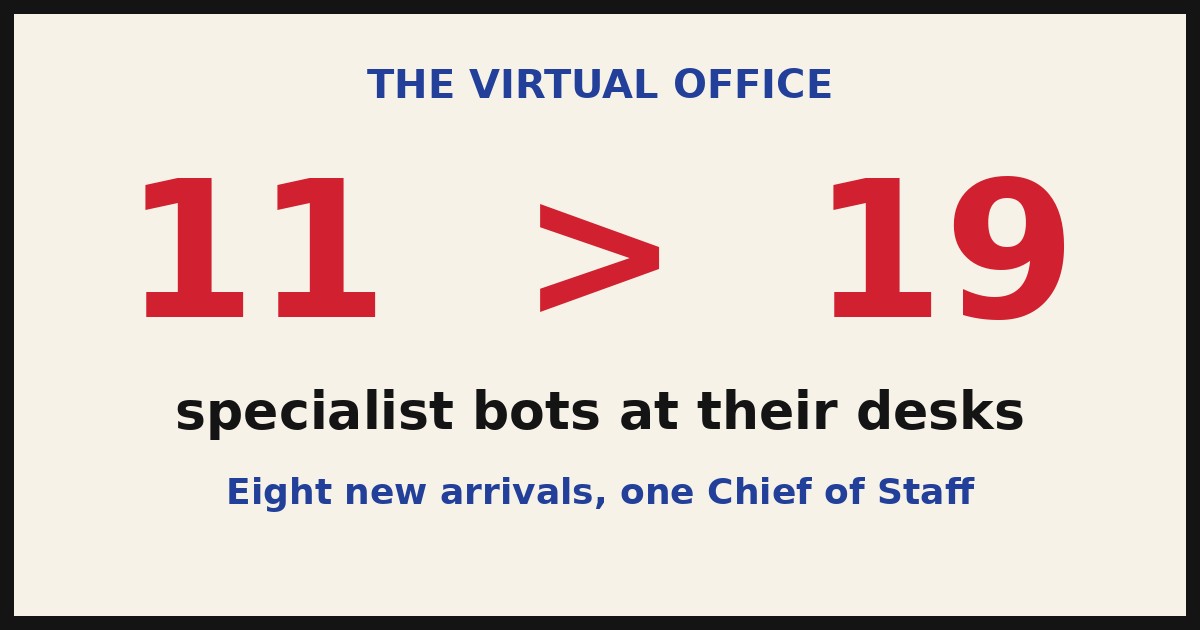 THE VIRTUAL OFFICE
11 > 19
specialist bots at their desks
Eight new arrivals, one Chief of Staff